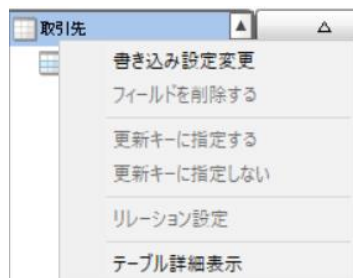 取引先
書き込み設定変更
フィールドを削除する
更新キーに指定する
更新キーに指定しない
リレーション設定
テーブル詳細表示